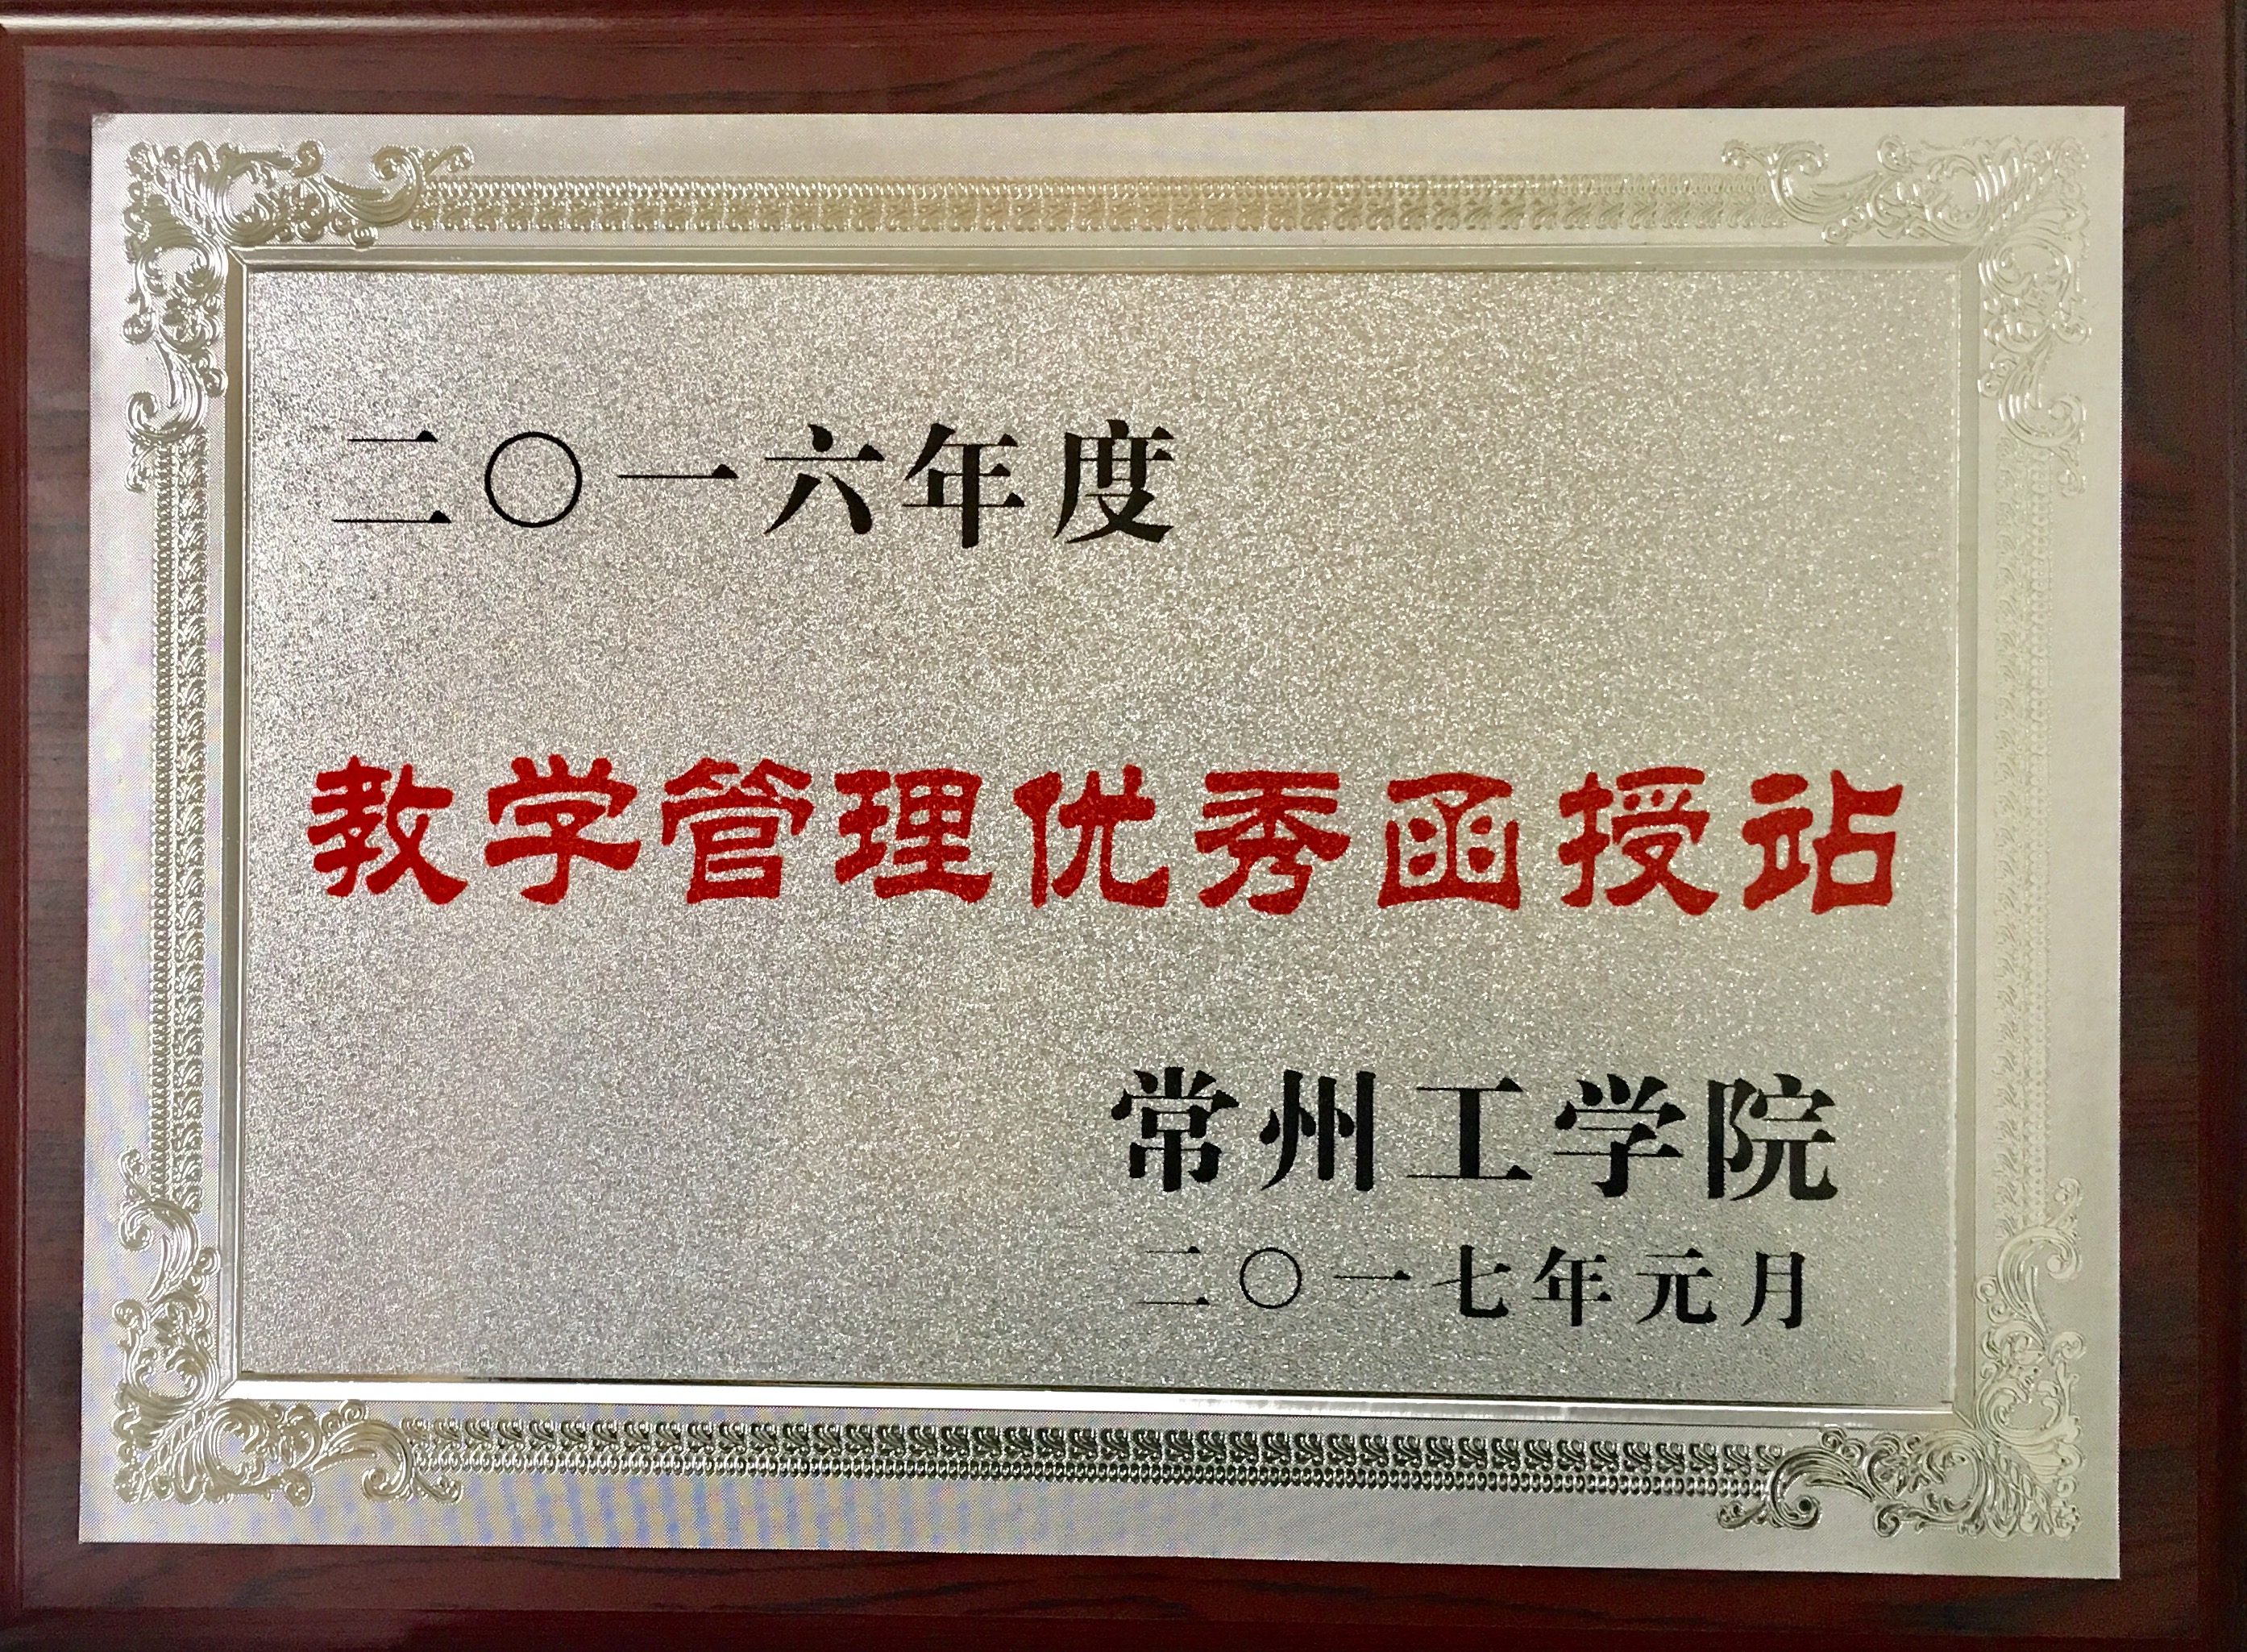 二〇一六年度
教学管理优秀函授站
常州工学院
二〇一七年元月